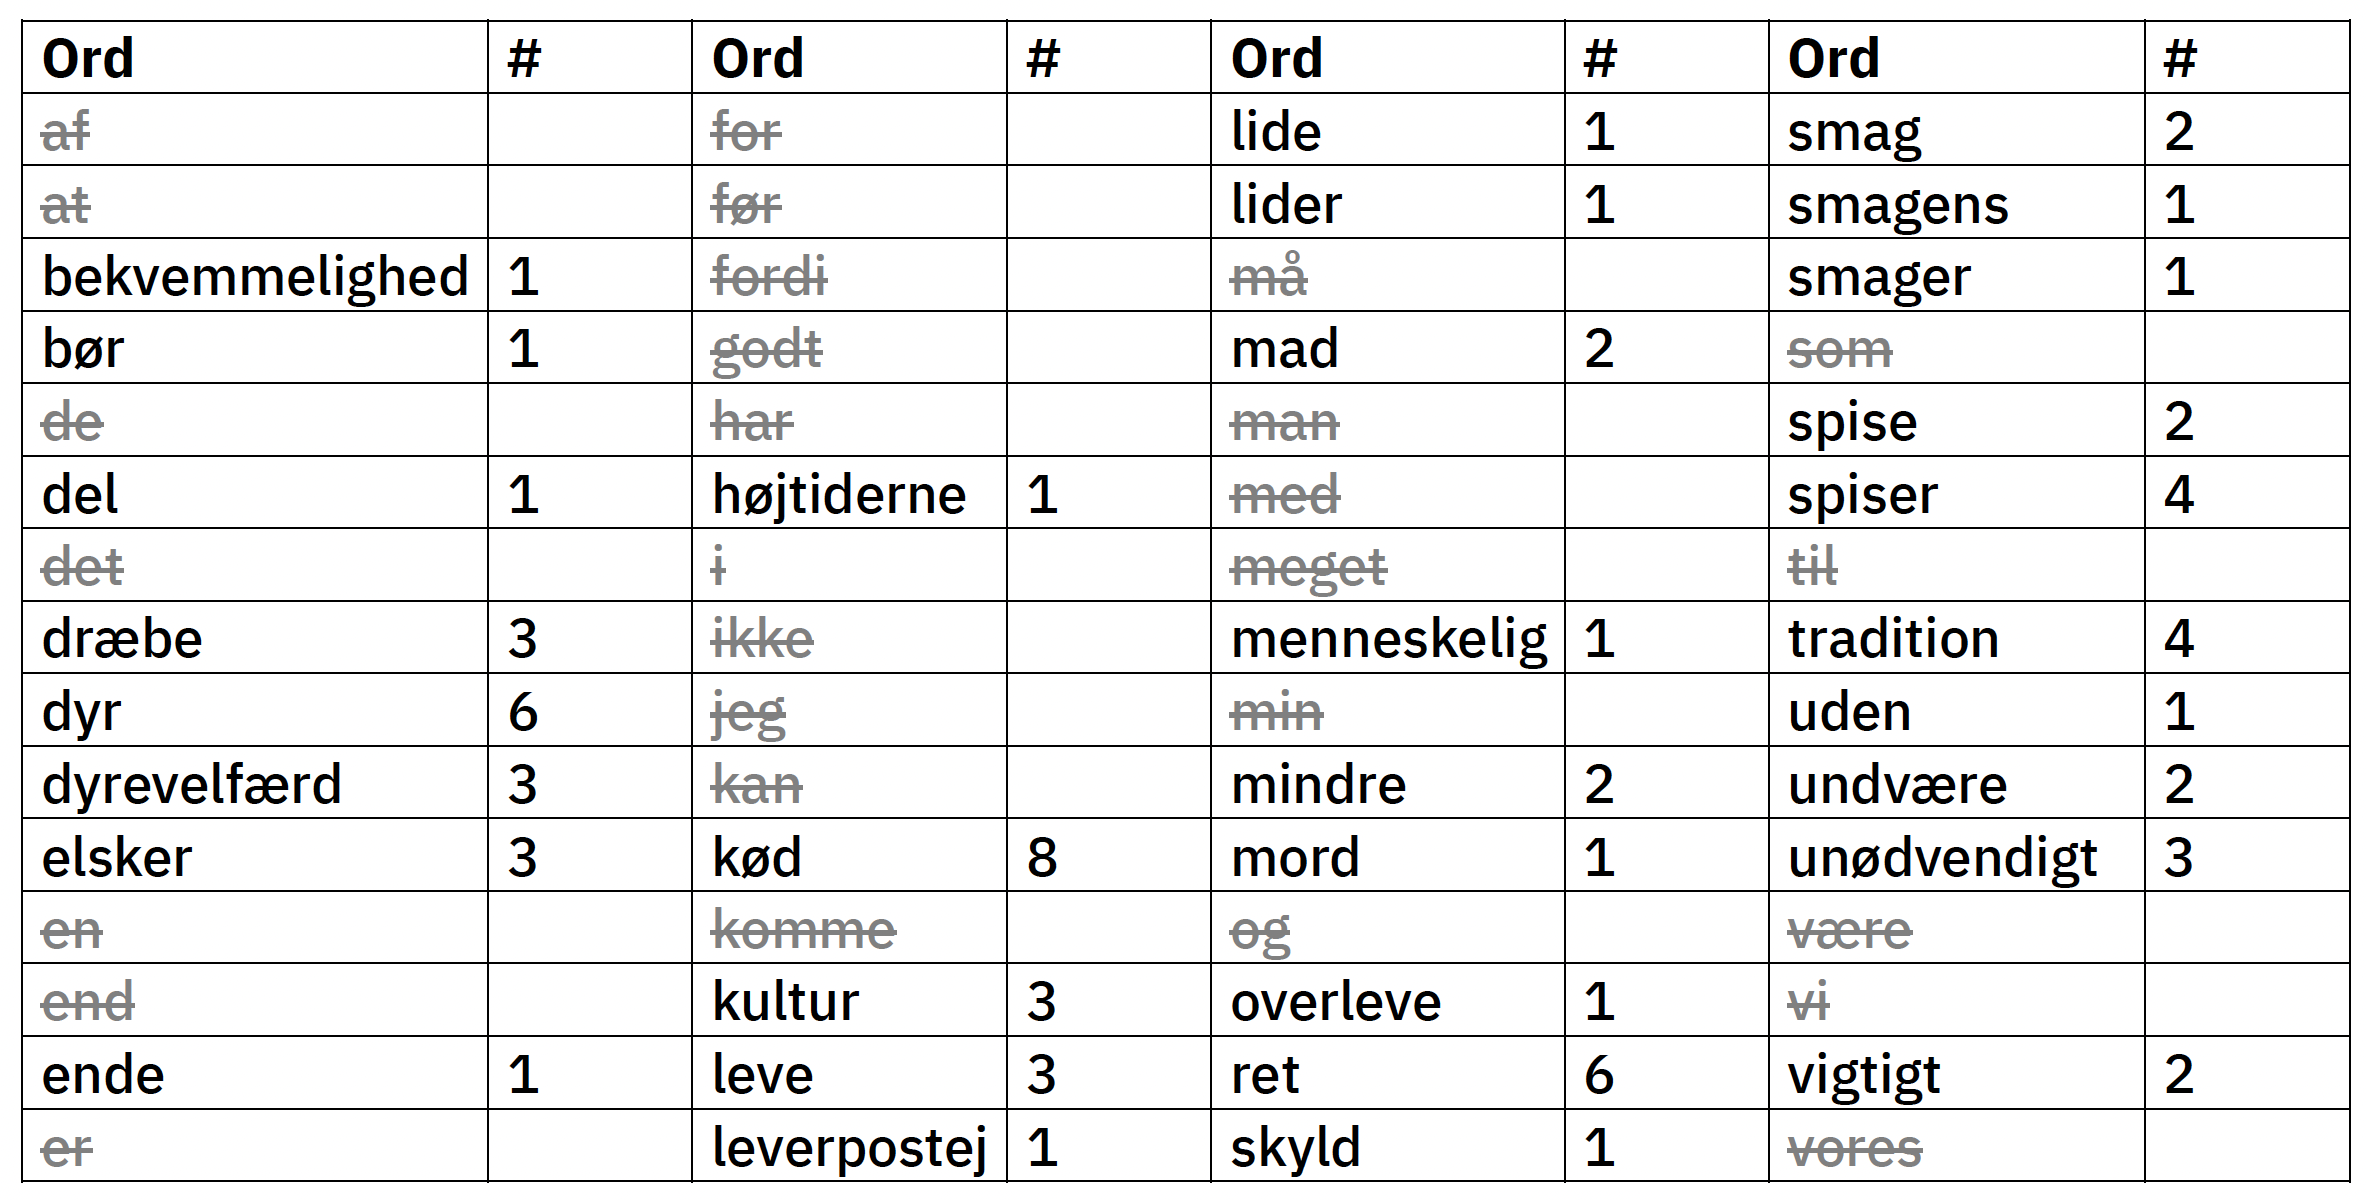 Ord # Ord # Ord # Ord #
af for lide 1 smag 2
at før lider 1 smagens 1
bekvemmelighed 1 fordi må smager 1
bør 1 godt mad 2 som
de har man spise 2
del 1 højtiderne 1 med spiser 4
det i meget til
dræbe 3 ikke menneskelig 1 tradition 4
dyr 6 jeg min uden 1
dyrevelfærd 3 kan mindre 2 undvære 2
elsker 3 kød 8 mord 1 unødvendigt 3
en komme og være
end kultur 3 overleve 1 vi
ende 1 leve 3 ret 6 vigtigt 2
er leverpostej 1 skyld 1 vores